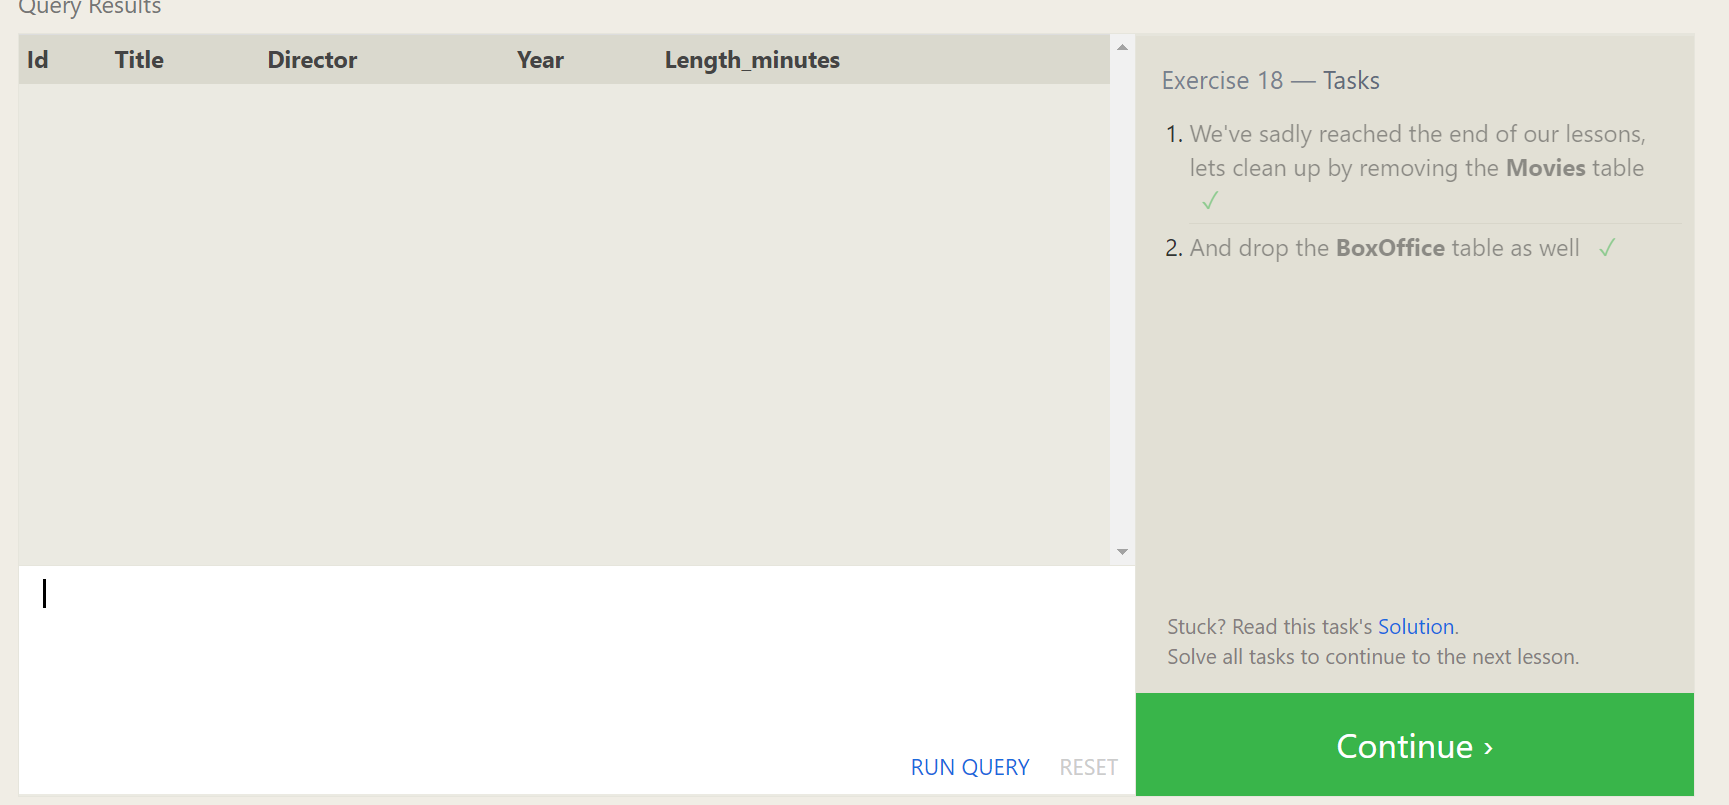 Query Results
Id Title Director Year Length_minutes
Exercise 18 — Tasks
1. We've sadly reached the end of our lessons,
lets clean up by removing the Movies table
✓
2. And drop the BoxOffice table as well ✓
Stuck? Read this task's Solution.
Solve all tasks to continue to the next lesson.
RUN QUERY RESET
Continue ›